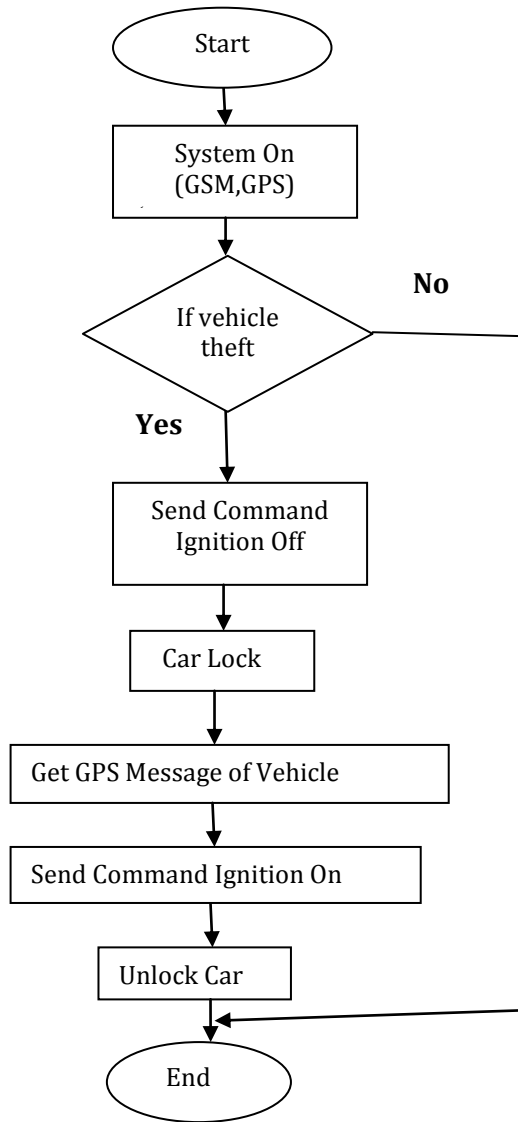 Start
System On
(GSM,GPS)
If vehicle
theft
No
Yes
Send Command
Ignition Off
Car Lock
Get GPS Message of Vehicle
Send Command Ignition On
Unlock Car
End